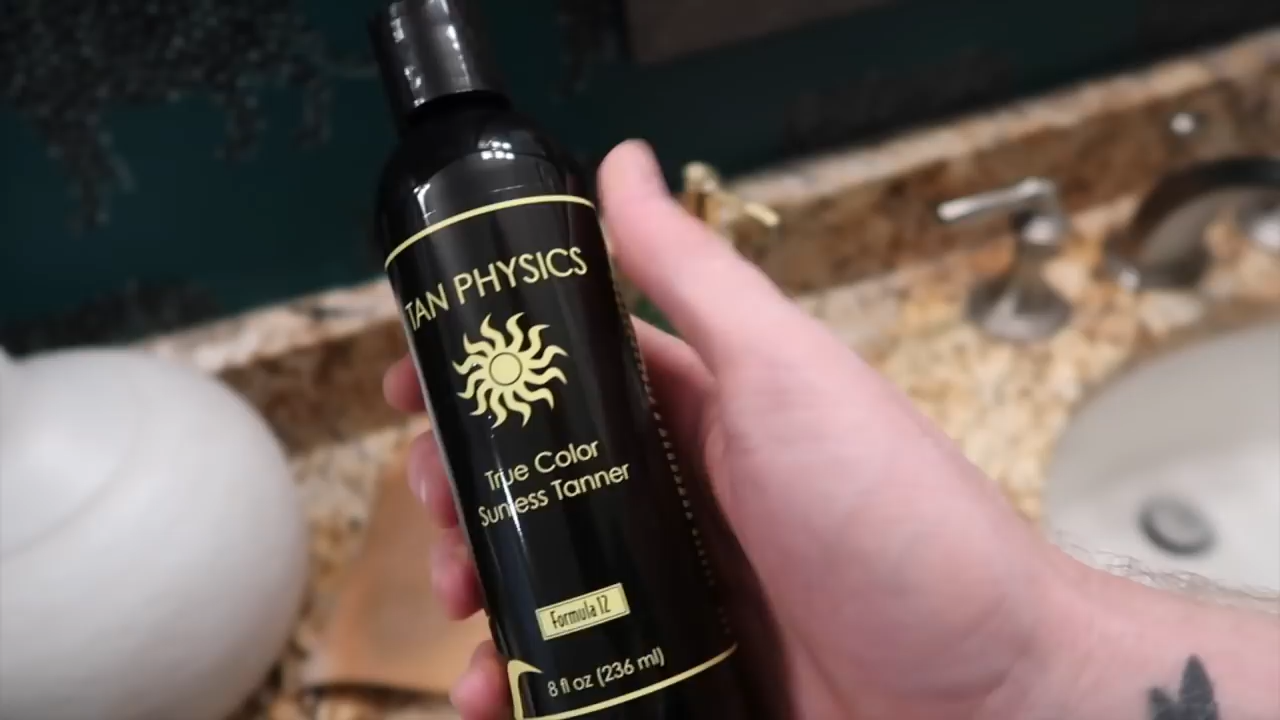 TAN PHYSICS
True Color
Sunless Tanner
Formula 12
8 fl oz (236 ml)